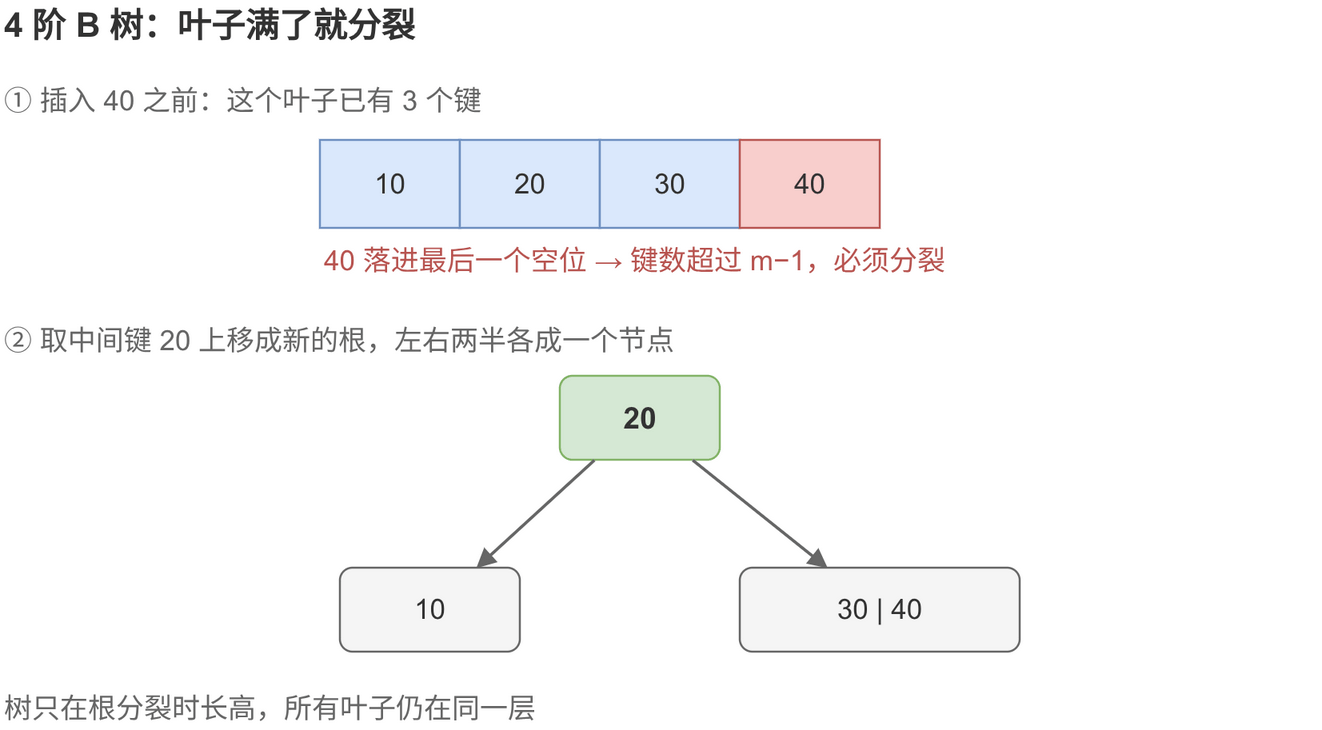 4 阶 B 树：叶子满了就分裂
① 插入 40 之前：这个叶子已有 3 个键
10 20 30 40
40 落进最后一个空位 → 键数超过 m−1，必须分裂
② 取中间键 20 上移成新的根，左右两半各成一个节点
20
10 30 | 40
树只在根分裂时长高，所有叶子仍在同一层